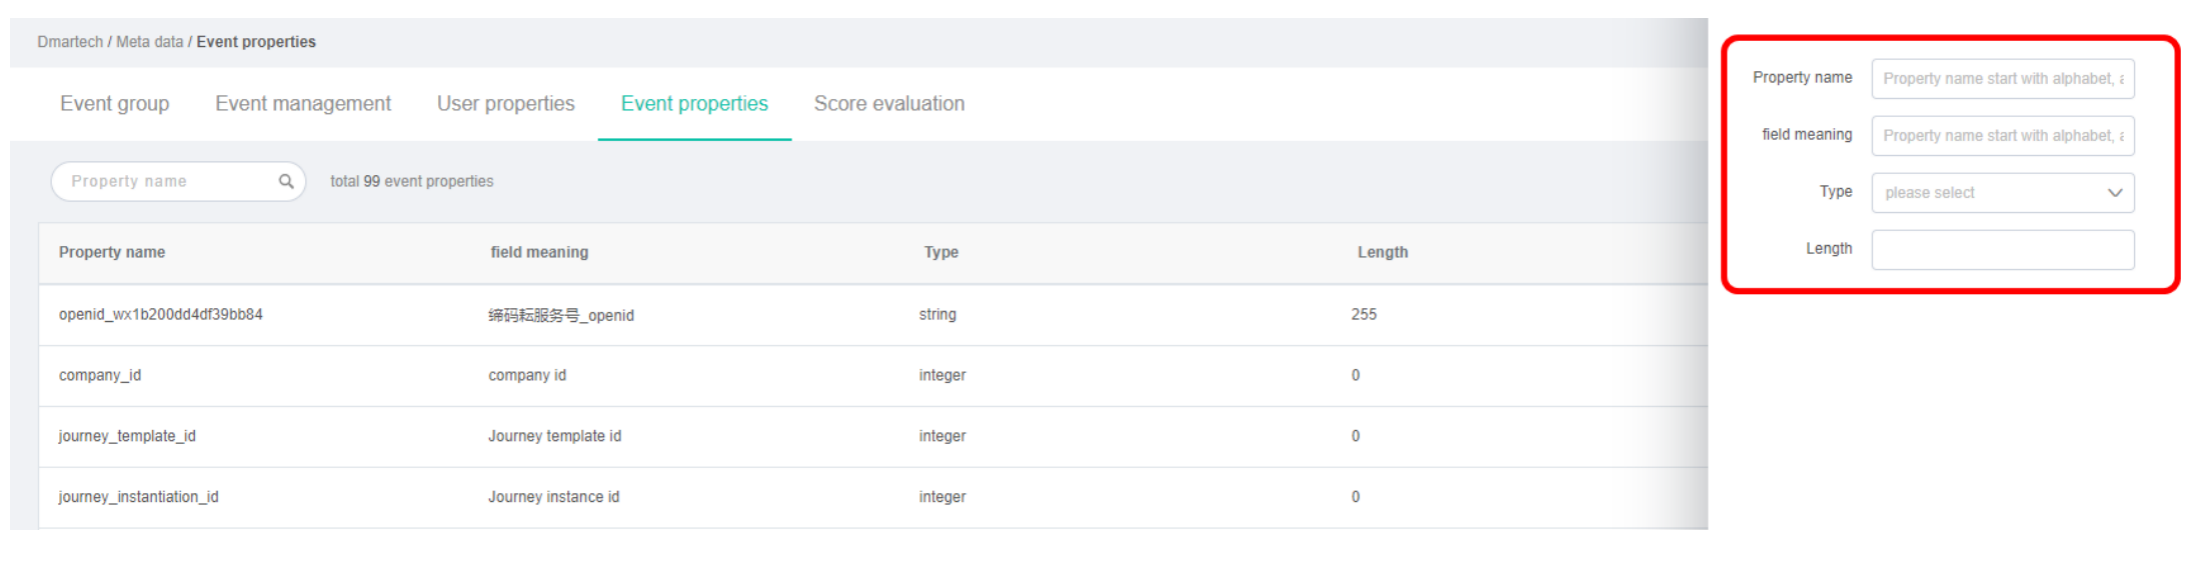 Dmartech / Meta data / Event properties
Event group Event management User properties Event properties Score evaluation
Property name total 99 event properties
Property name field meaning Type Length
openid_wx1b200dd4df39bb84 缔码耘服务号_openid string 255
company_id company id integer 0
journey_template_id Journey template id integer 0
journey_instantiation_id Journey instance id integer 0
Property name Property name start with alphabet,
field meaning Property name start with alphabet,
Type please select
Length